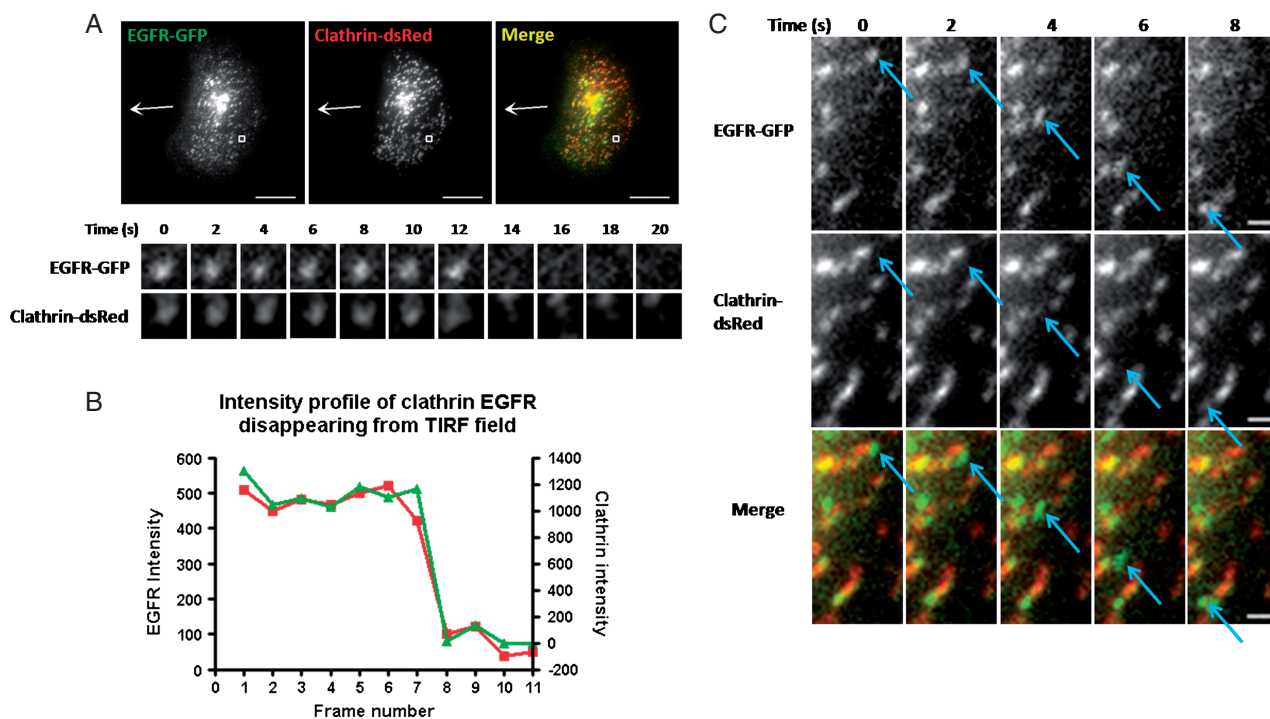 A
EGFR-GFP
Clathrin-dsRed
Merge
Time (s) 0 2 4 6 8 10 12 14 16 18 20
EGFR-GFP
Clathrin-dsRed
B
Intensity profile of clathrin EGFR
disappearing from TIRF field
EGFR Intensity
600
500
400
300
200
100
0
1400
1200
1000
800
600
400
200
0
-200
Clathrin intensity
0 1 2 3 4 5 6 7 8 9 10 11
Frame number
C
Time (s) 0 2 4 6 8
EGFR-GFP
Clathrin-
dsRed
Merge